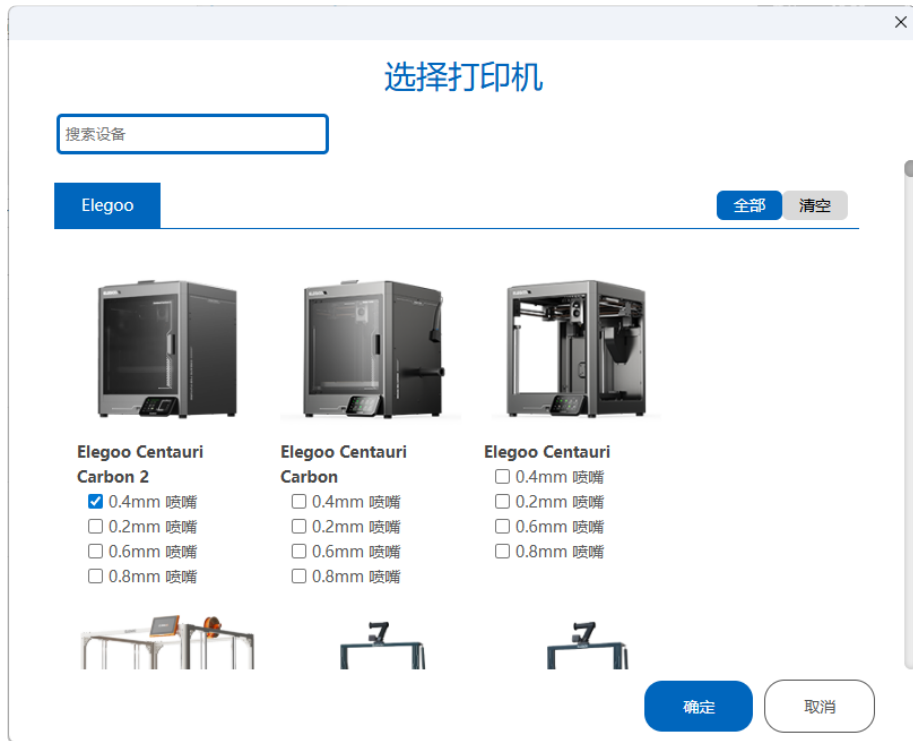 选择打印机
搜索设备
Elegoo
全部
清空
Elegoo Centauri
Carbon 2
0.4mm 喷嘴
0.2mm 喷嘴
0.6mm 喷嘴
0.8mm 喷嘴
Elegoo Centauri
Carbon
0.4mm 喷嘴
0.2mm 喷嘴
0.6mm 喷嘴
0.8mm 喷嘴
Elegoo Centauri
0.4mm 喷嘴
0.2mm 喷嘴
0.6mm 喷嘴
0.8mm 喷嘴
确定
取消